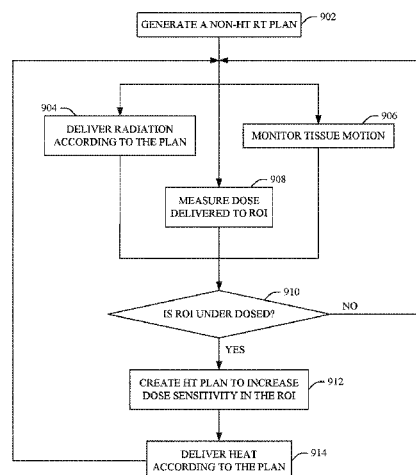 GENERATE A NON-HT RT PLAN
902
904
DELIVER RADIATION
ACCORDING TO THE PLAN
906
MONITOR TISSUE MOTION
908
MEASURE DOSE
DELIVERED TO ROI
910
IS ROI UNDER DOSED?
NO
YES
CREATE HT PLAN TO INCREASE
DOSE SENSITIVITY IN THE ROI
912
DELIVER HEAT
ACCORDING TO THE PLAN
914